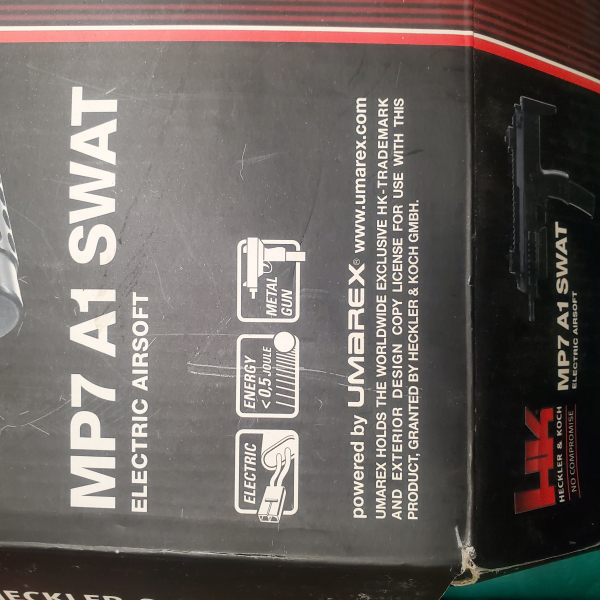 MP7 A1 SWAT
ELECTRIC AIRSOFT
ELECTRIC
ENERGY
< 0,5 JOULE
METAL
GUN
powered by UMAREX® www.umarex.com
UMAREX HOLDS THE WORLDWIDE EXCLUSIVE HK-TRADEMARK
AND EXTERIOR DESIGN COPY LICENSE FOR USE WITH THIS
PRODUCT, GRANTED BY HECKLER & KOCH GMBH.
HK
HECKLER & KOCH
NO COMPROMISE
MP7 A1 SWAT
ELECTRIC AIRSOFT